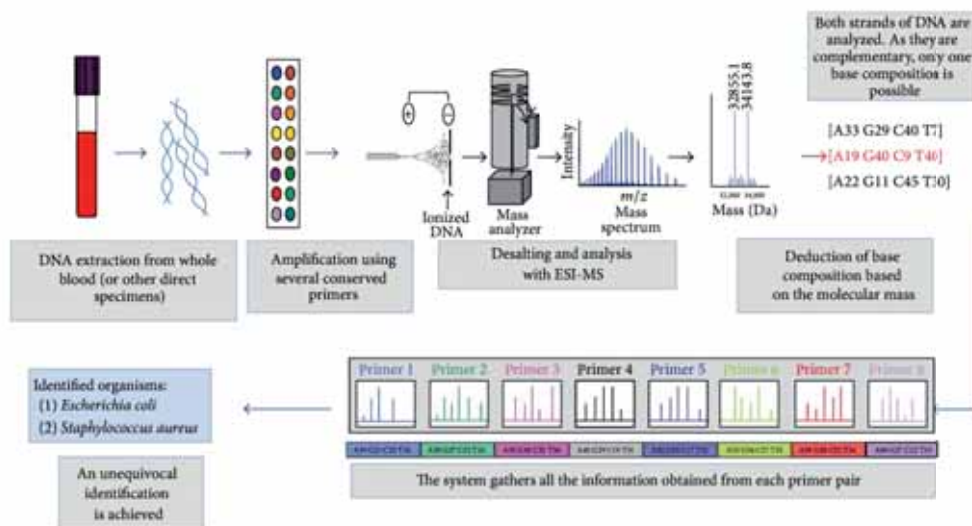 Both strands of DNA are
analyzed. As they are
complementary, only one
base composition is
possible
32855.1
34143.8
[A33 G29 C40 T7]
[A19 G40 C9 T40]
[A22 G11 C45 T30]
+
−
Intensity
m/z
Ionized
DNA
Mass
analyzer
Mass
spectrum
Mass (Da)
DNA extraction from whole
blood (or other direct
specimens)
Amplification using
several conserved
primers
Desalting and analysis
with ESI-MS
Deduction of base
composition based
on the molecular mass
Primer 1
Primer 2
Primer 3
Primer 4
Primer 5
Primer 6
Primer 7
Primer 8
The system gathers all the information obtained from each primer pair
Identified organisms:
(1) Escherichia coli
(2) Staphylococcus aureus
An unequivocal
identification
is achieved